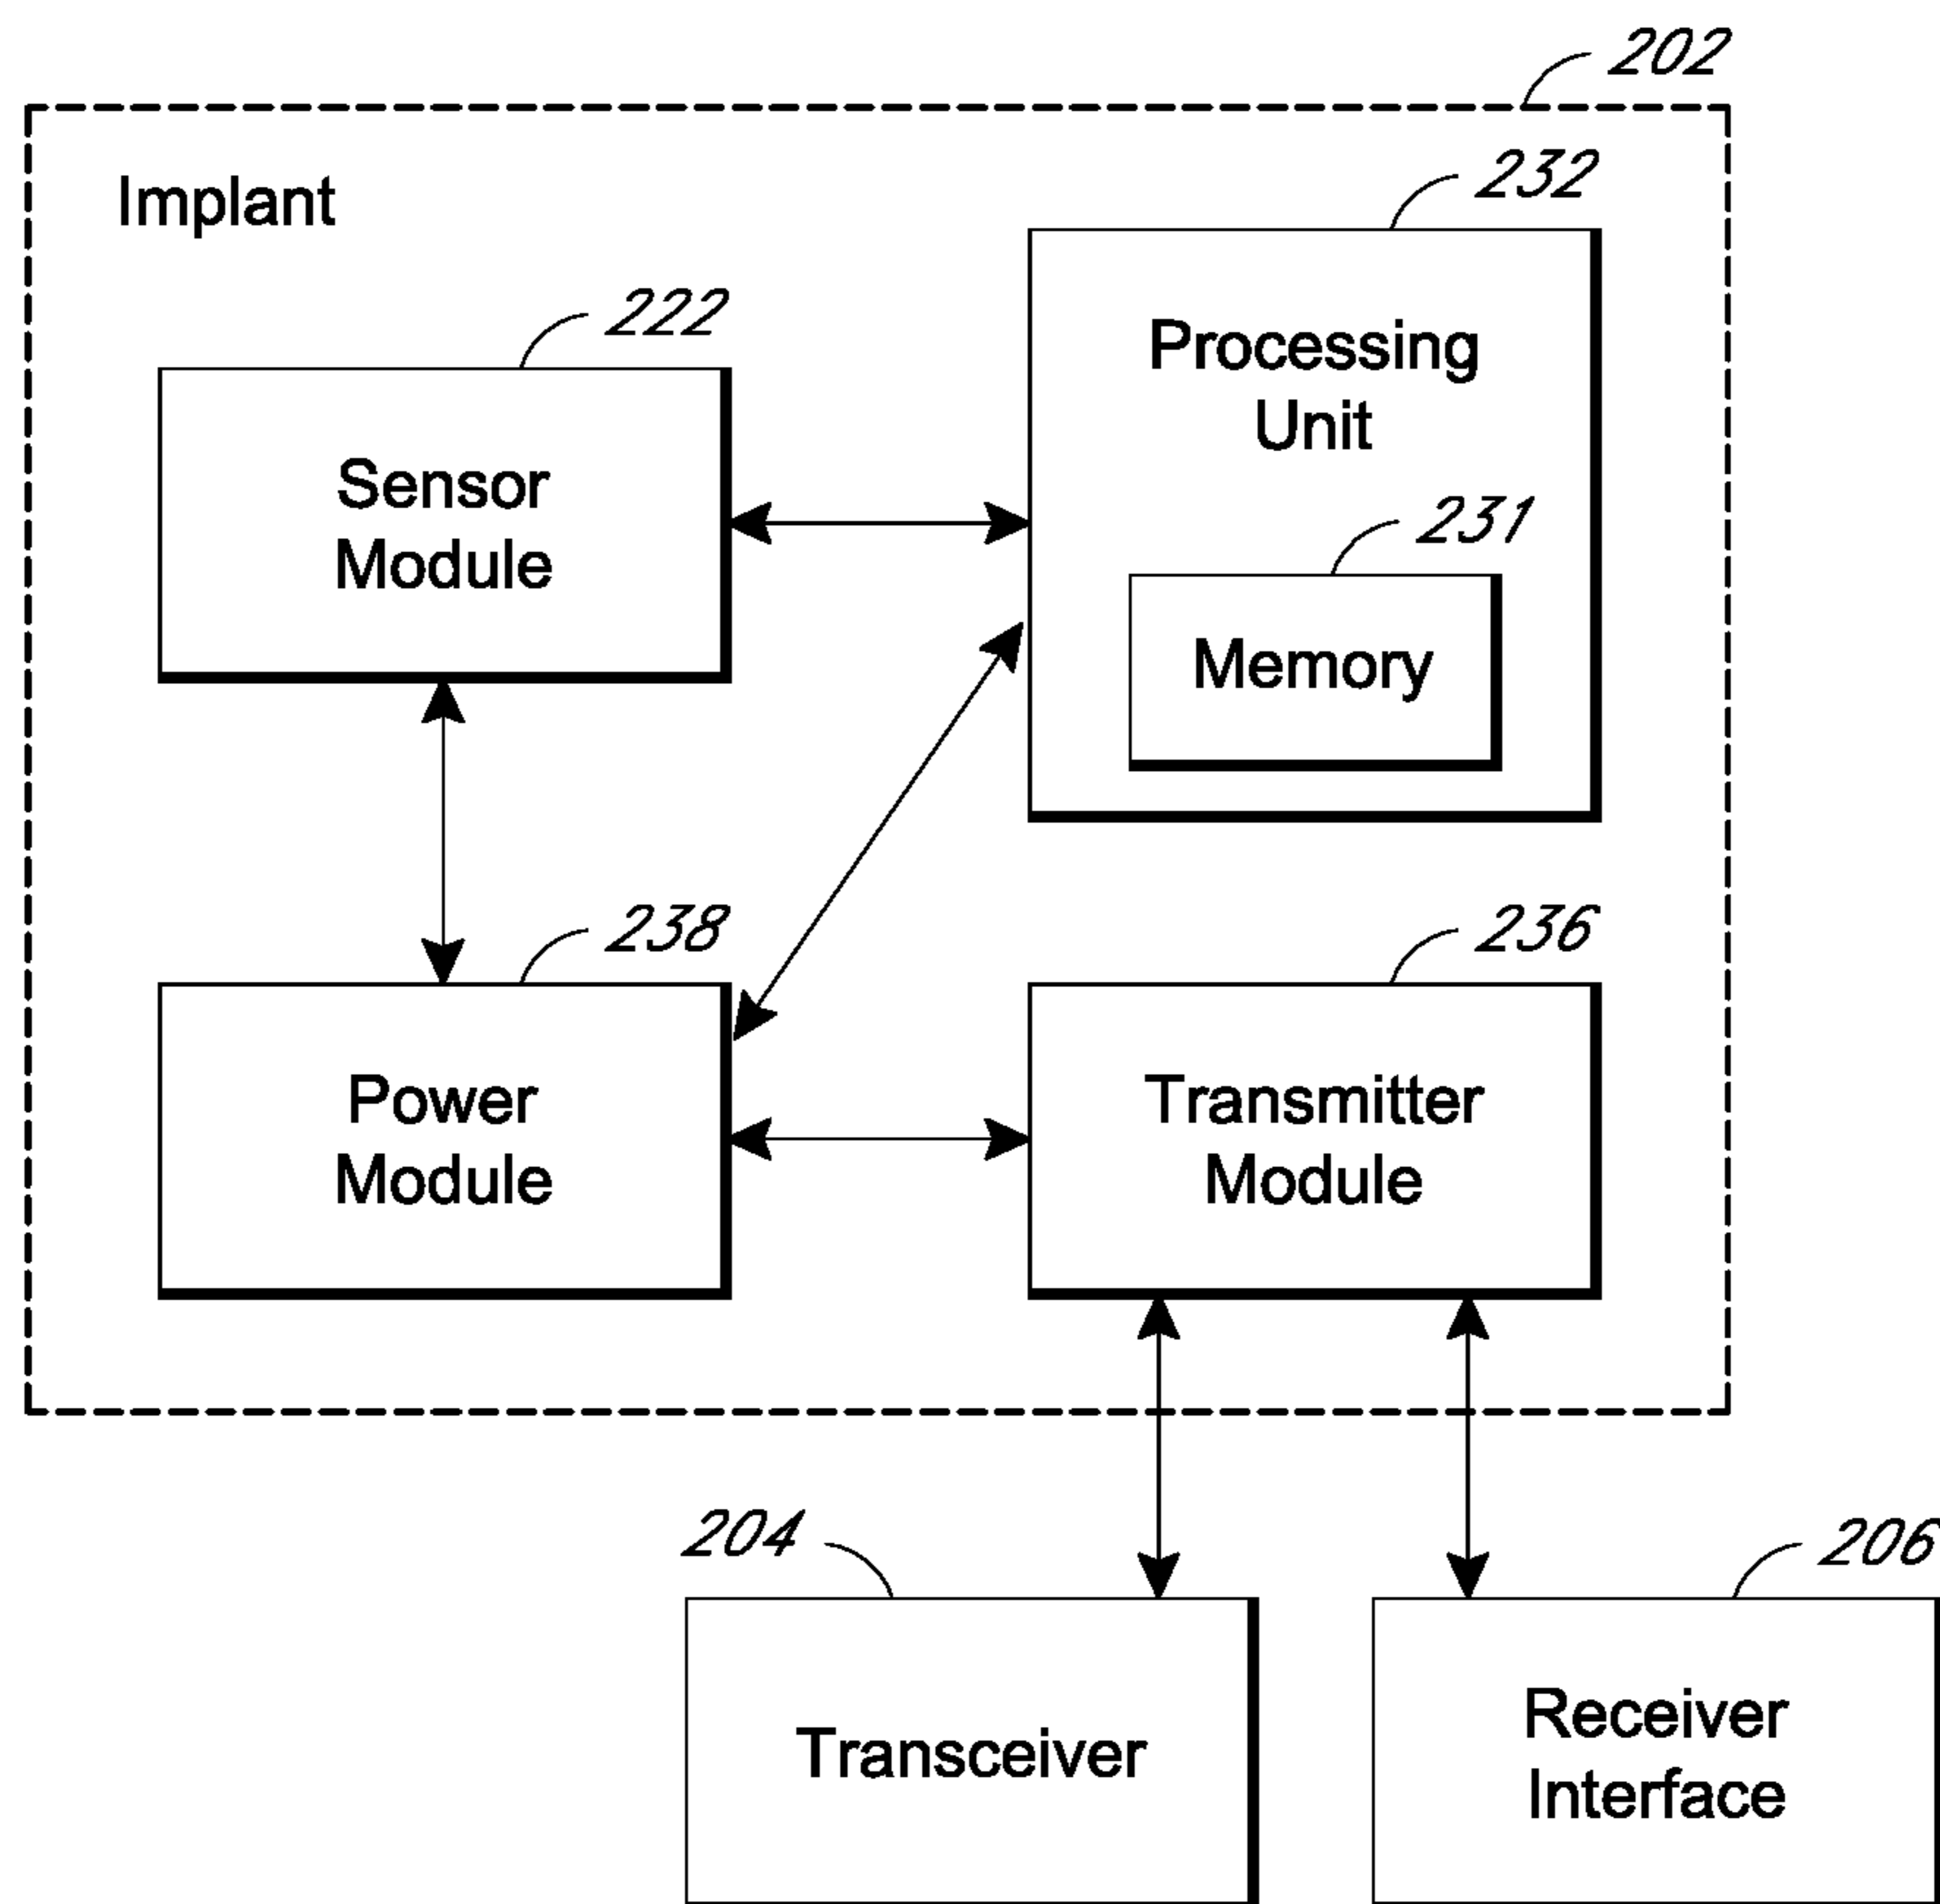 202
Implant
232
222
Processing
Unit
Sensor
Module
231
Memory
238
236
Power
Module
Transmitter
Module
204
206
Transceiver
Receiver
Interface